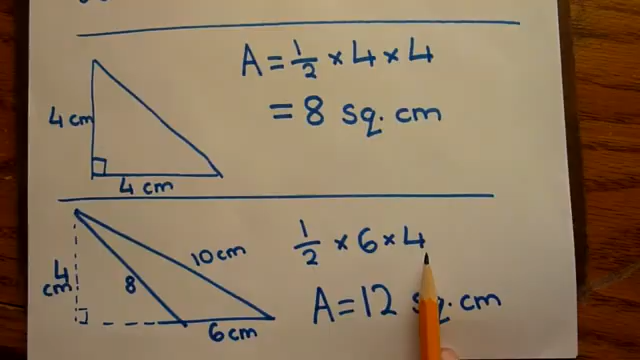 A = 1/2 × 4 × 4
4 cm
= 8 sq. cm
4 cm
1/2 × 6 × 4
10 cm
4 cm
8
A = 12 sq. cm
6 cm